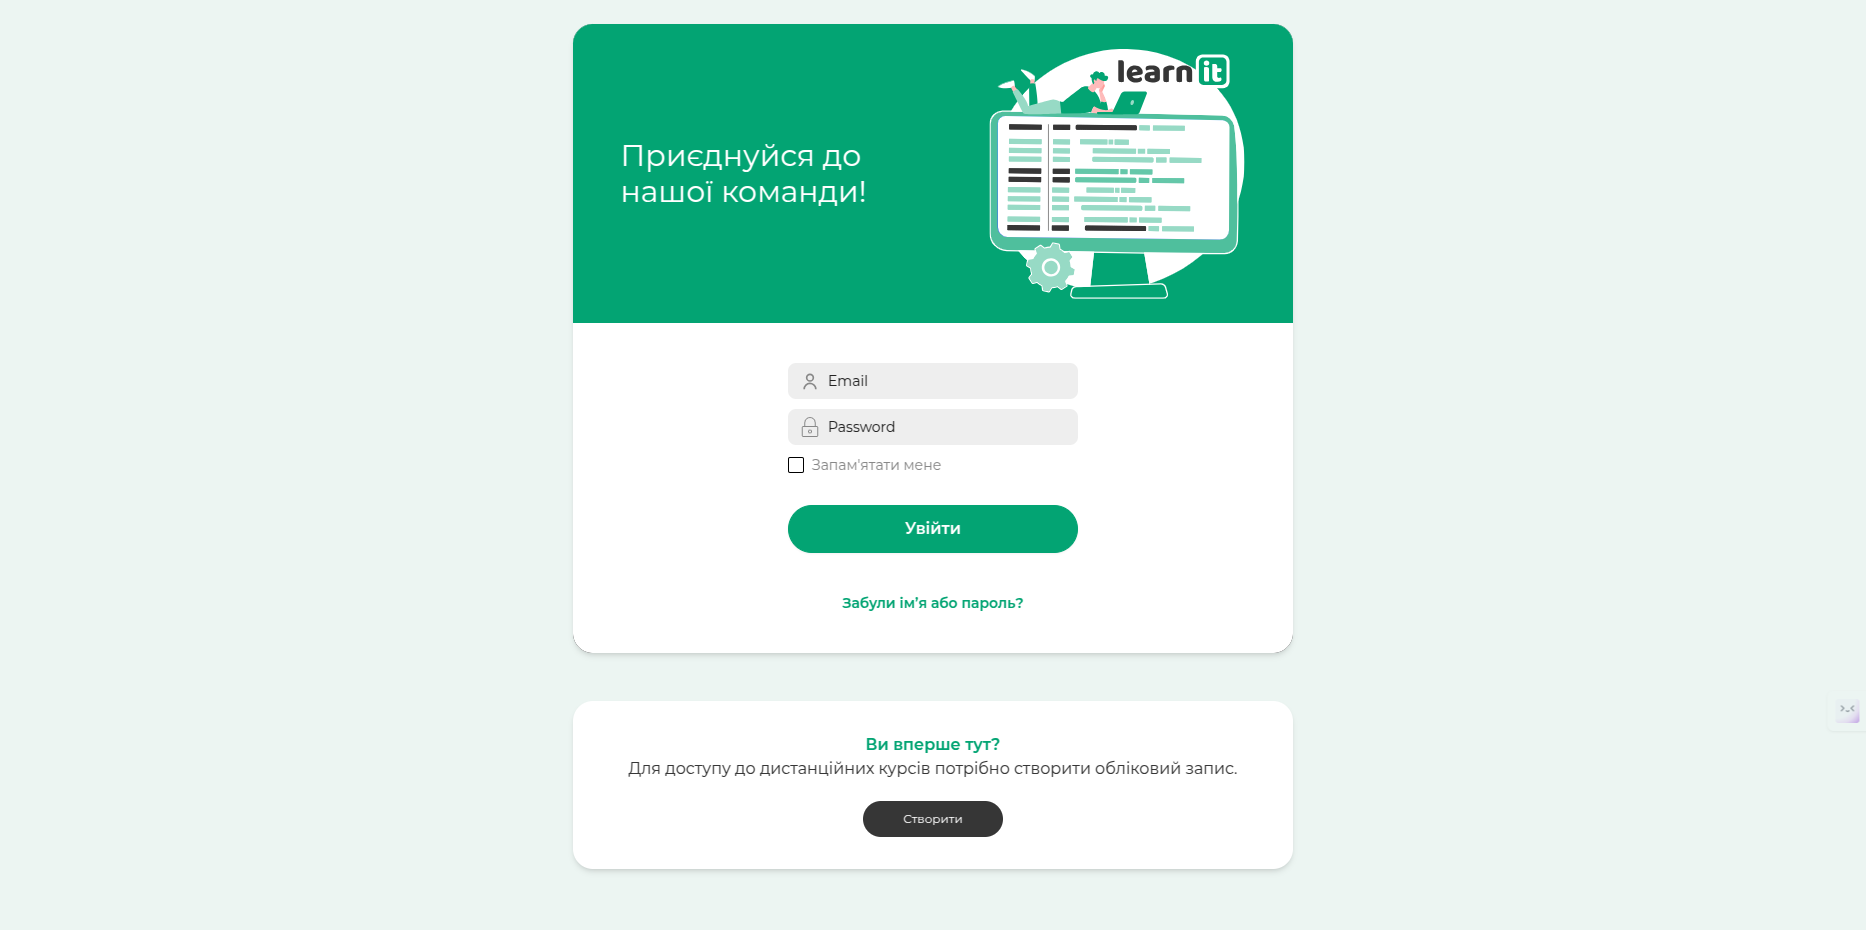 learn it
Приєднуйся до
нашої команди!
Email
Password
Запам'ятати мене
Увійти
Забули ім’я або пароль?
Ви вперше тут?
Для доступу до дистанційних курсів потрібно створити обліковий запис.
Створити